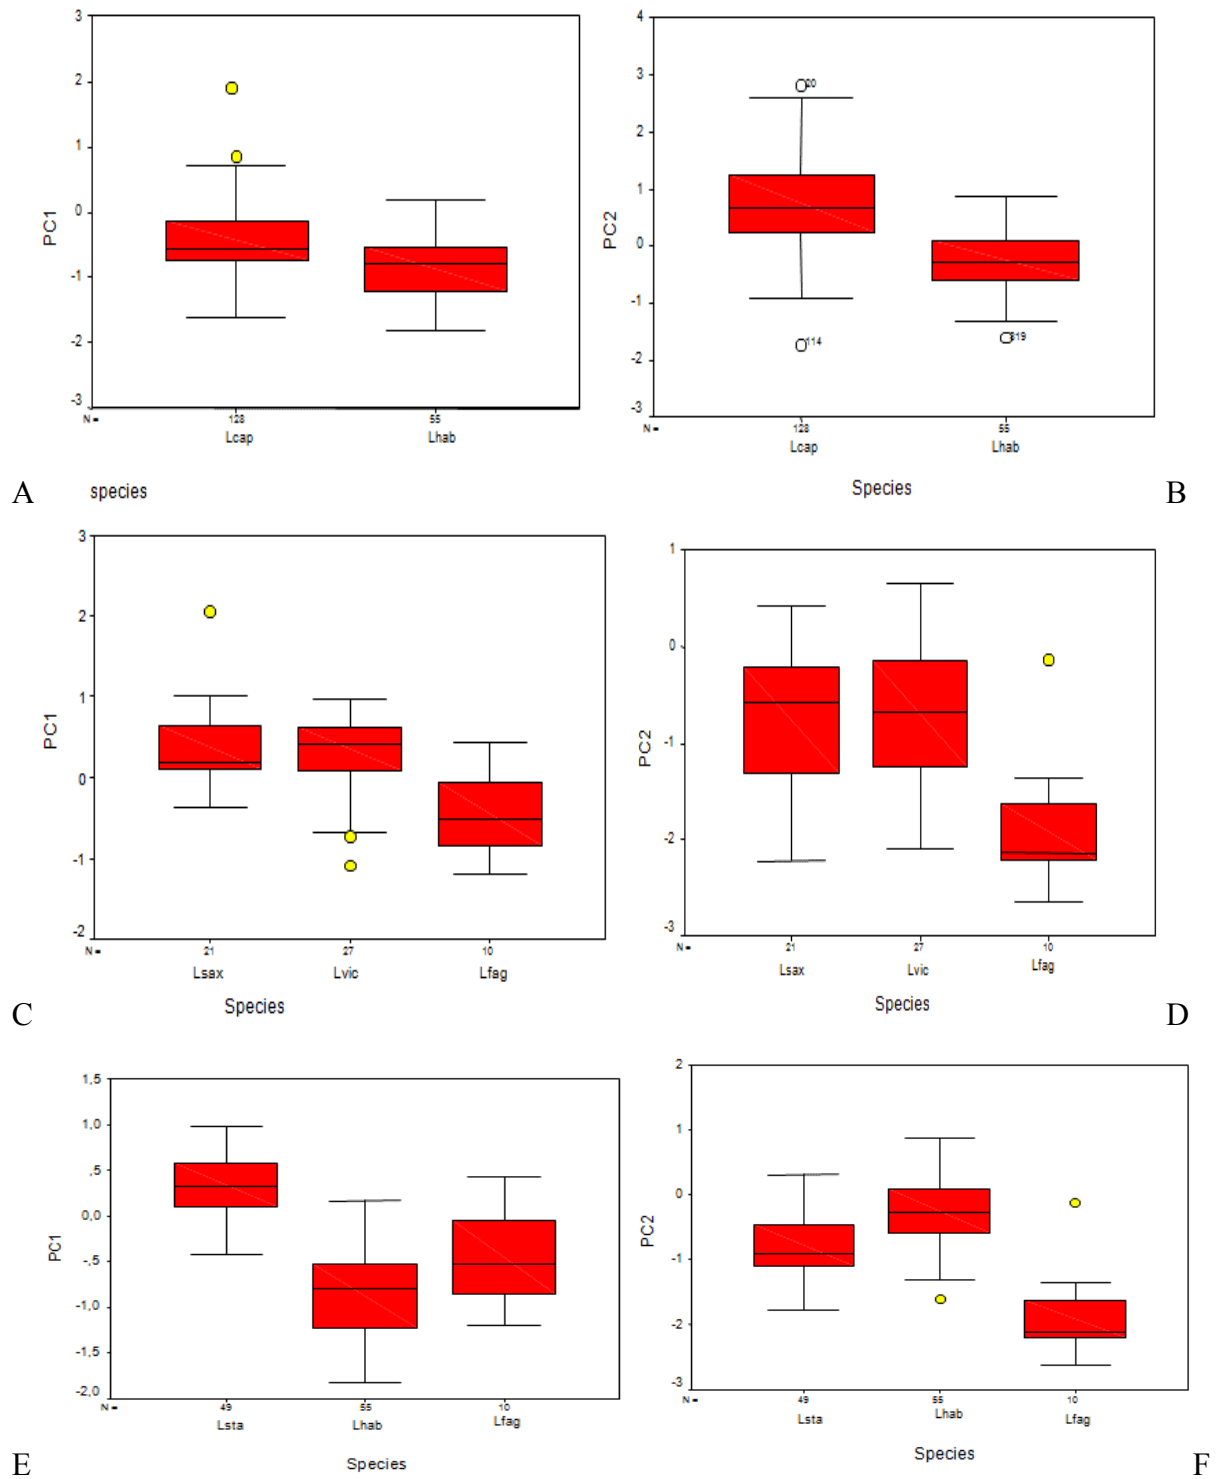 3
2
1
0
-1
-2
-3
PC1
N =
128
55
Lcap
Lhab
A
species
4
3
2
1
0
-1
-2
-3
PC2
20
114
319
N =
128
55
Lcap
Lhab
Species
B
3
2
1
0
-1
-2
PC1
N =
21
27
10
Lsax
Lvic
Lfag
C
Species
1
0
-1
-2
-3
PC2
N =
21
27
10
Lsax
Lvic
Lfag
Species
D
1,5
1,0
,5
0,0
-,5
-1,0
-1,5
-2,0
PC1
N =
49
55
10
Lsta
Lhab
Lfag
E
Species
2
1
0
-1
-2
-3
PC2
N =
49
55
10
Lsta
Lhab
Lfag
Species
F